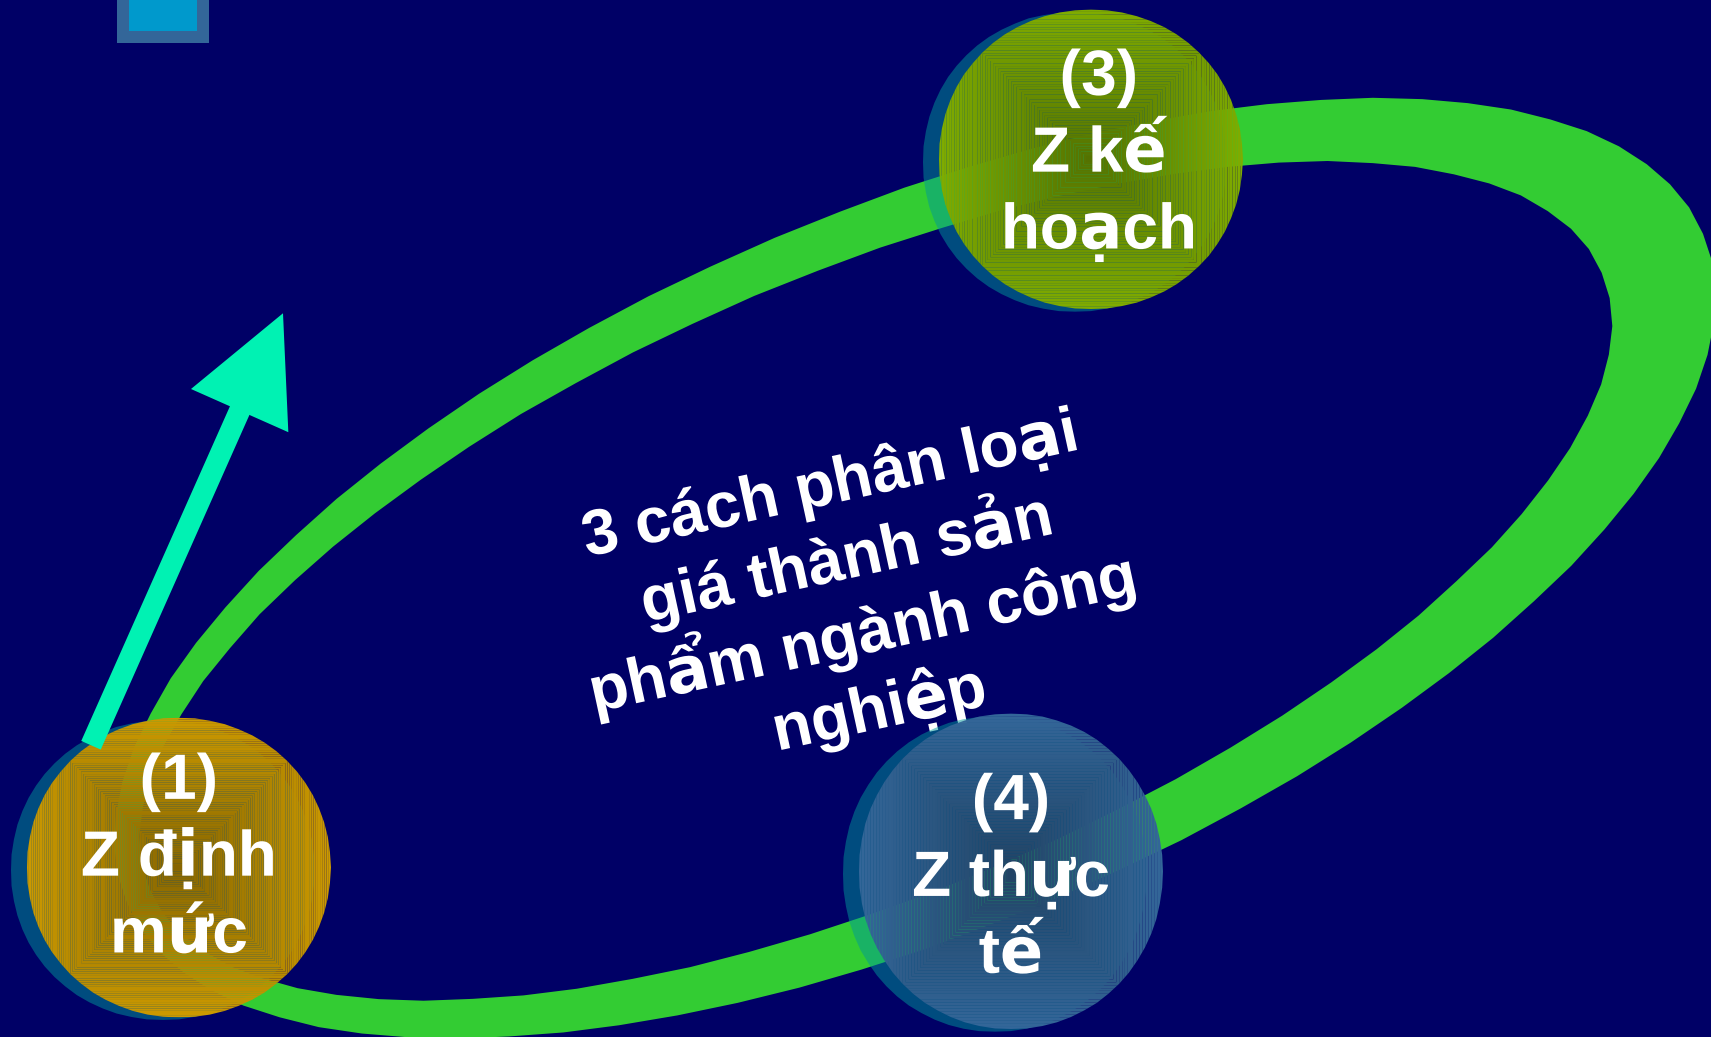 (3)
Z kế
hoạch
3 cách phân loại
giá thành sản
phẩm ngành công
nghiệp
(1)
Z định
mức
(4)
Z thực
tế